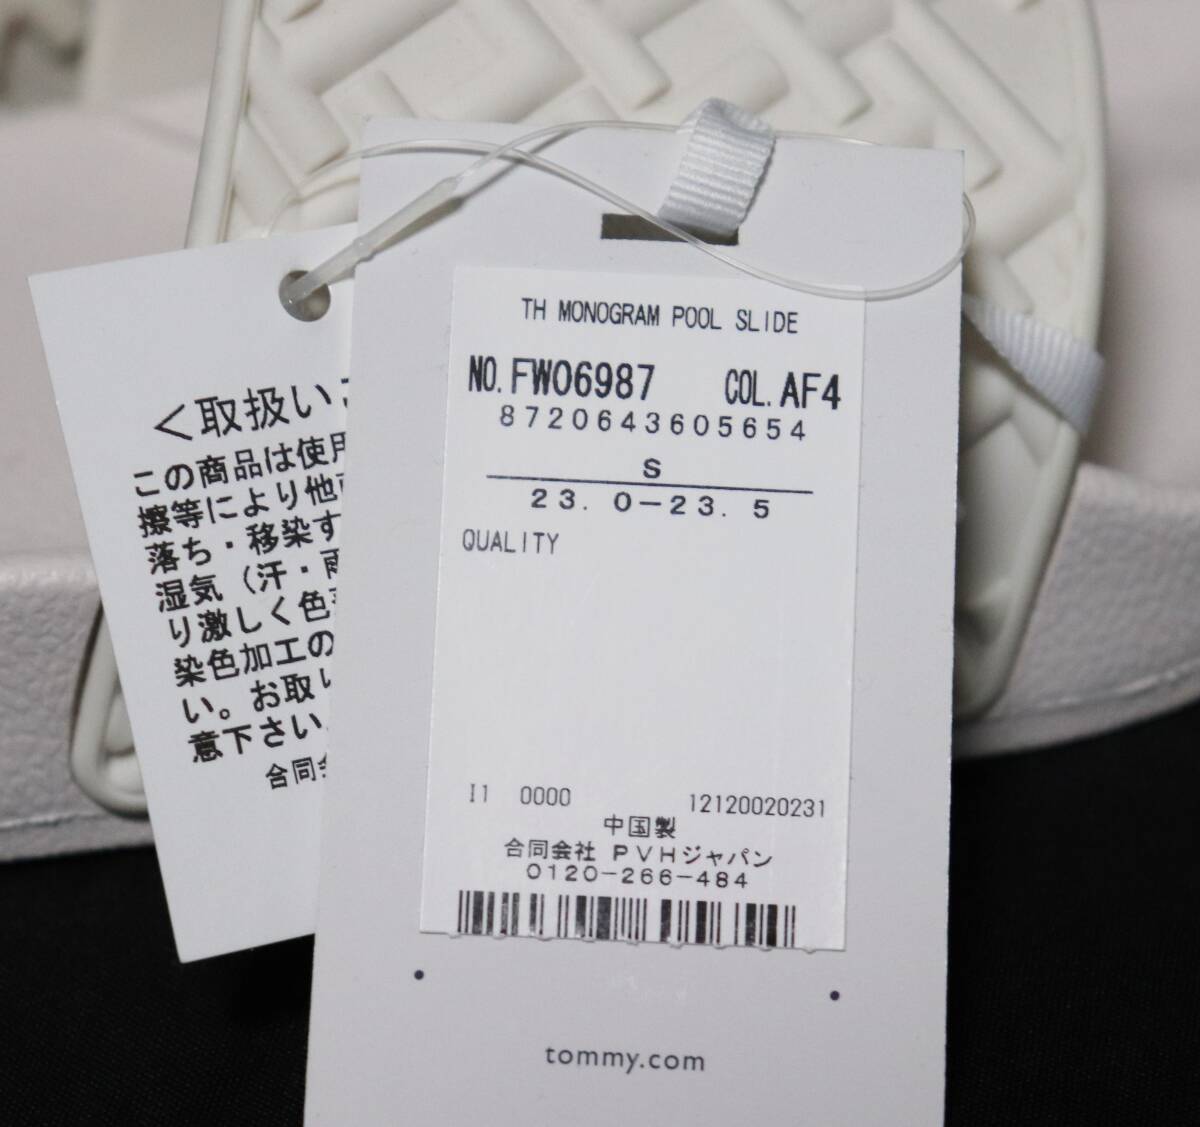 TH MONOGRAM POOL SLIDE
NO. FW06987 COL. AF4
8720643605654
S
23.0-23.5
QUALITY
I1 0000 12120020231
中国製
合同会社 PVHジャパン
0120-266-484
tommy.com
<取扱い
この商品は使用
擦等により他
落ち・移染す
湿気(汗・雨
り激しく色
染色加工の
い。お取い
意下さい
合同